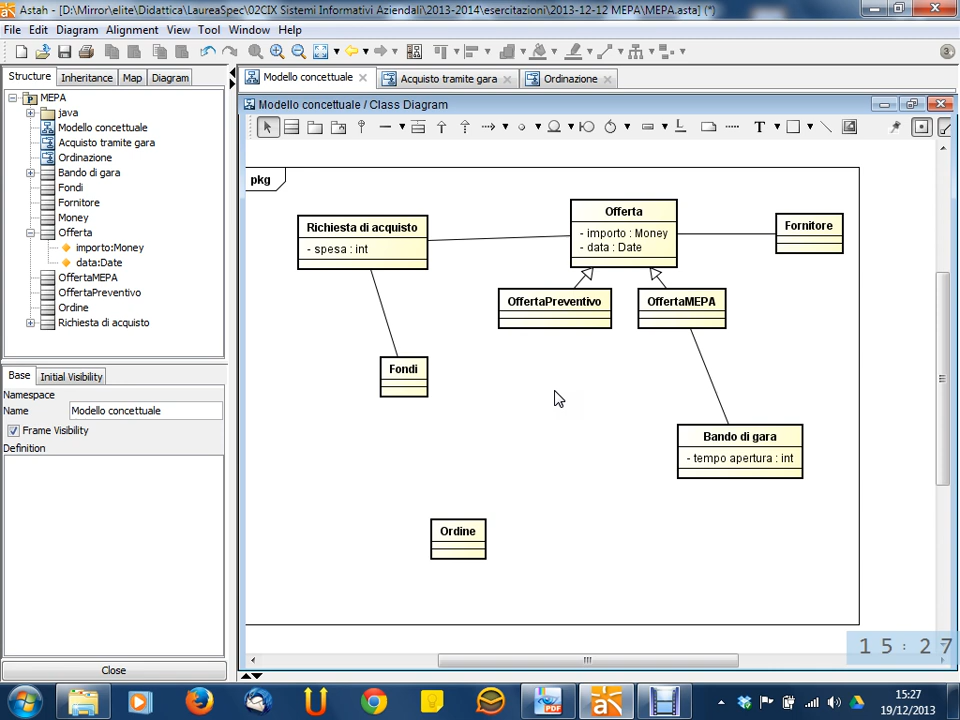 Astah - [D:\Mirror\elite\Didattica\LaureaSpec\02CIX Sistemi Informativi Aziendali\2013-2014\esercitazioni\2013-12-12 MEPA\MEPA.asta] (*)
File Edit Diagram Alignment View Tool Window Help
3
Structure Inheritance Map Diagram
MEPA
java
Modello concettuale
Acquisto tramite gara
Ordinazione
Bando di gara
Fondi
Fornitore
Money
Offerta
importo:Money
data:Date
OffertaMEPA
OffertaPreventivo
Ordine
Richiesta di acquisto
Base Initial Visibility
Namespace
Name Modello concettuale
Frame Visibility
Definition
Close
Modello concettuale Acquisto tramite gara Ordinazione
Modello concettuale / Class Diagram
T
pkg
Richiesta di acquisto
- spesa : int
Offerta
- importo : Money
- data : Date
Fornitore
OffertaPreventivo
OffertaMEPA
Fondi
Bando di gara
- tempo apertura : int
Ordine
15:27
PDF
15:27
19/12/2013